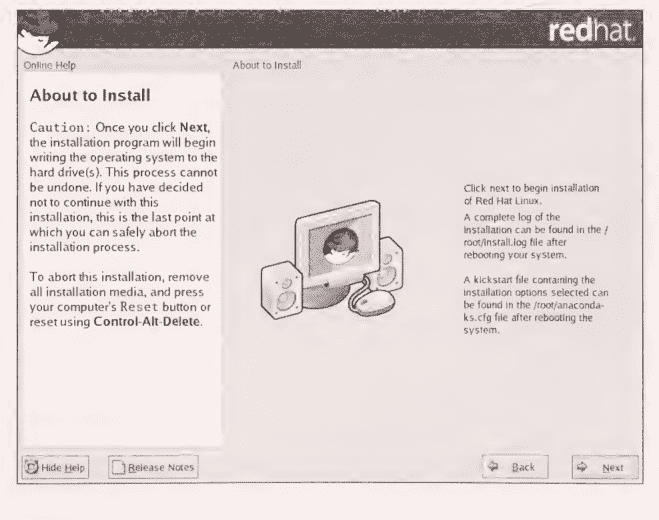 redhat.
Online Help
About to Install
About to Install
Caution: Once you click Next,
the installation program will begin
writing the operating system to the
hard drive(s). This process cannot
be undone. If you have decided
not to continue with this
installation, this is the last point at
which you can safely abort the
installation process.
To abort this installation, remove
all installation media, and press
your computer's Reset button or
reset using Control-Alt-Delete.
Click next to begin installation
of Red Hat Linux.
A complete log of the
installation can be found in the /
root/install.log file after
rebooting your system.
A kickstart file containing the
installation options selected can
be found in the /root/anaconda-
ks.cfg file after rebooting the
system.
Hide Help
Release Notes
Back
Next